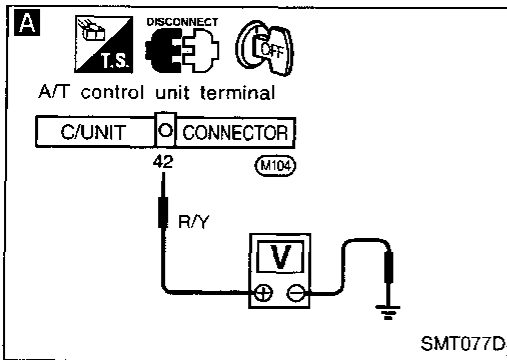 A
DISCONNECT
T.S.
OFF
A/T control unit terminal
C/UNIT CONNECTOR
42
M104
R/Y
V
SMT077D